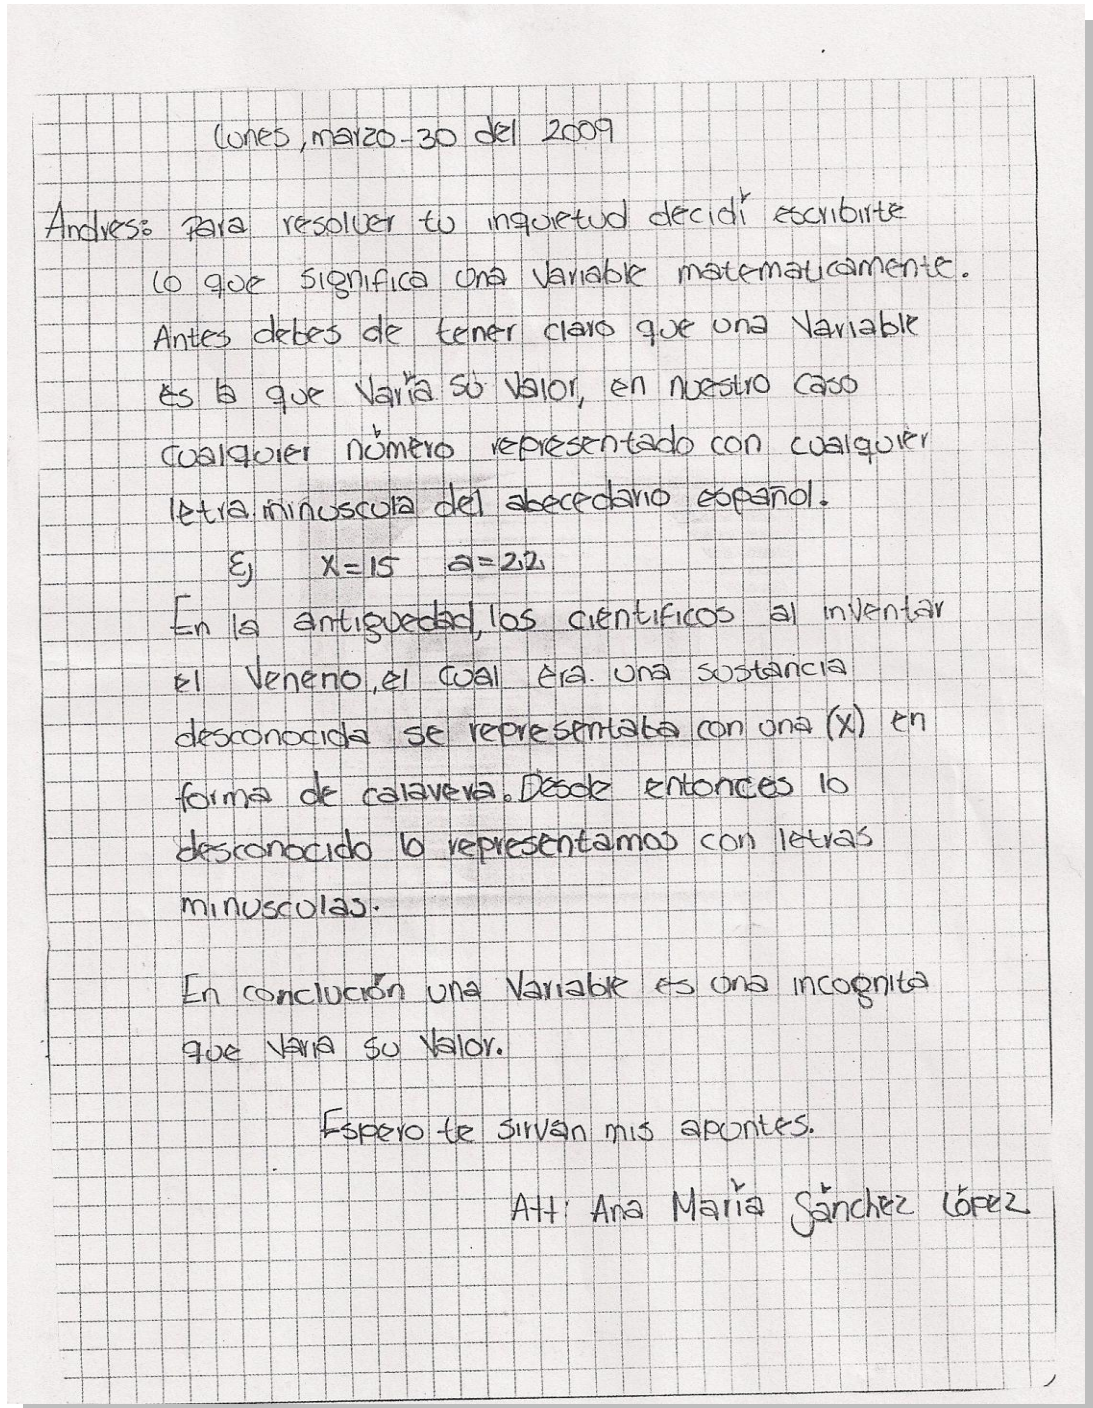 lunes, marzo-30 del 2009
Andres: Para resolver tu inquietud decidí escribirte
lo que significa una variable matematicamente.
Antes debes de tener claro que una Variable
es la que Varía su Valor, en nuestro caso
cualquier número representado con cualquier
letra minuscula del abecedario español.
Ej x=15 a=2,2
En la antiguedad, los cientificos al inventar
el Veneno, el cual era una sustancia
desconocida se representaba con una (x) en
forma de calavera. Desde entonces lo
desconocido lo representamos con letras
minusculas.
En conclución una Variable es una incognita
que varia su Valor.
Espero te sirvan mis apuntes.
Att: Ana María Sánchez López